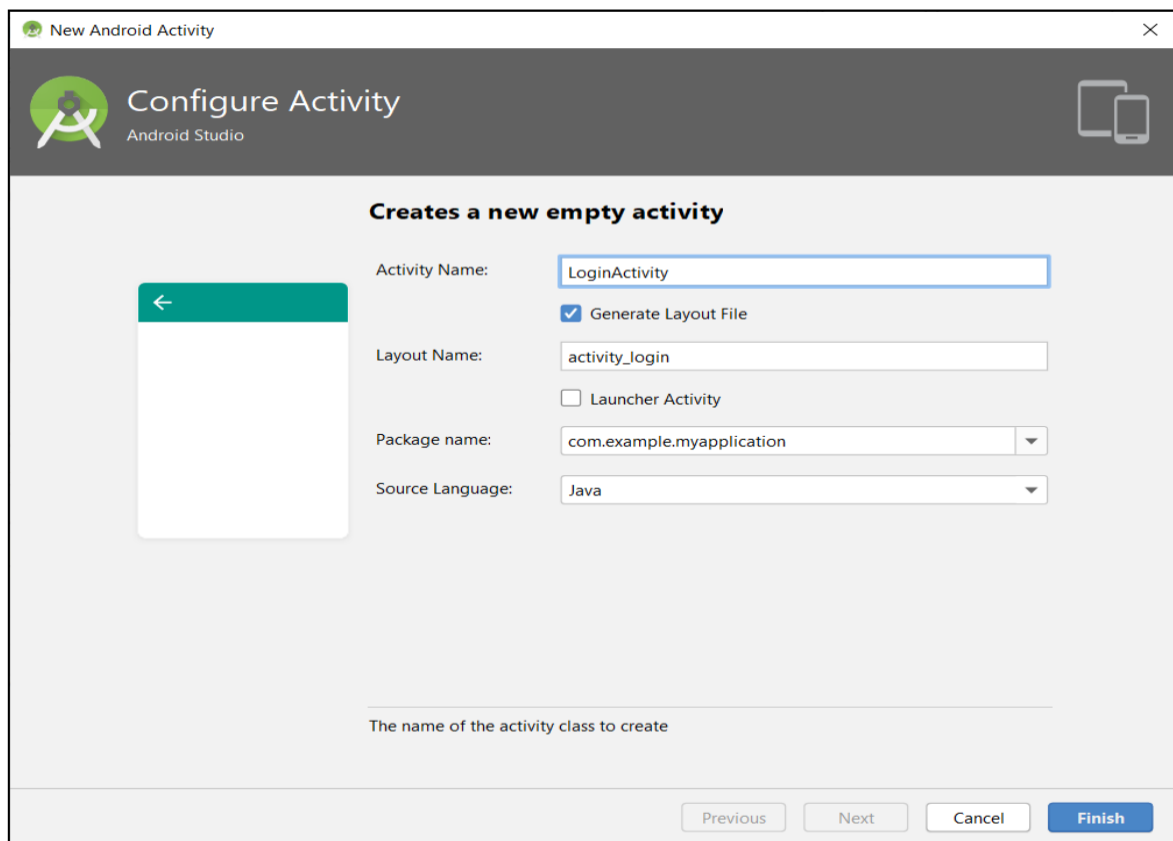 New Android Activity
Configure Activity
Android Studio
Creates a new empty activity
Activity Name:
LoginActivity
Generate Layout File
Layout Name:
activity_login
Launcher Activity
Package name:
com.example.myapplication
Source Language:
Java
The name of the activity class to create
Previous
Next
Cancel
Finish